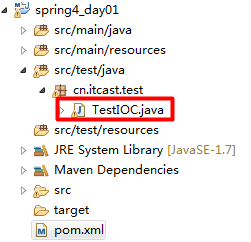 spring4_day01
src/main/java
src/main/resources
src/test/java
cn.itcast.test
TestIOC.java
src/test/resources
JRE System Library [JavaSE-1.7]
Maven Dependencies
src
target
pom.xml